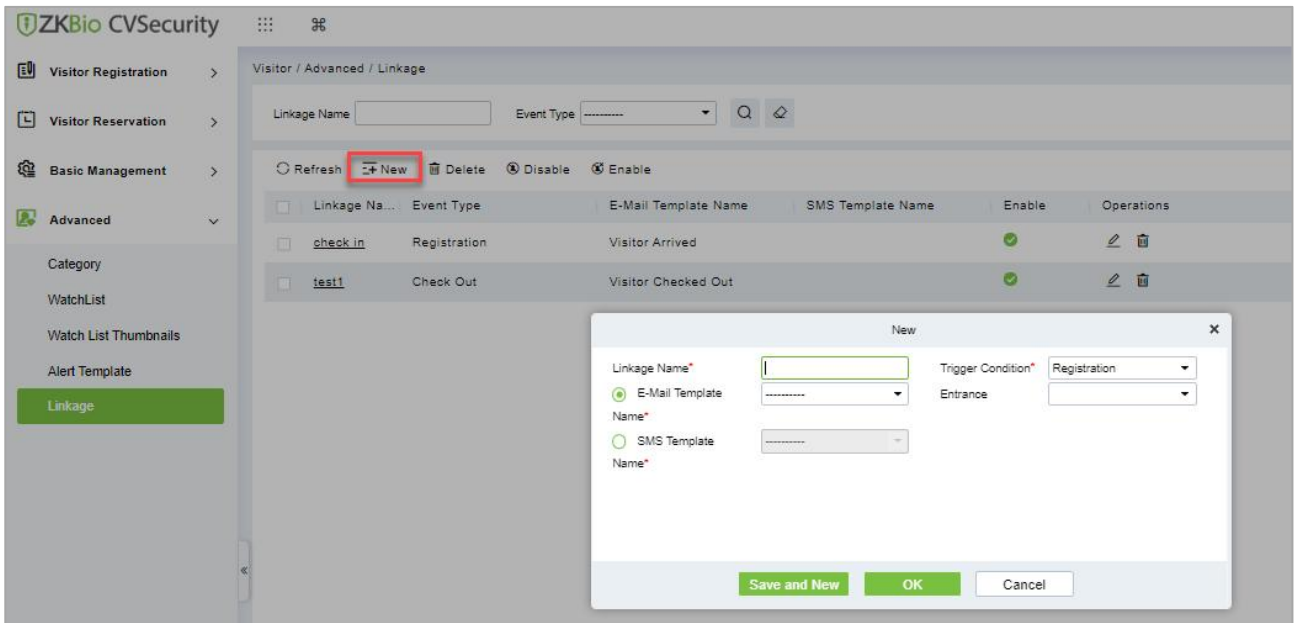 ZKBio CVSecurity
Visitor Registration
Visitor / Advanced / Linkage
Linkage Name Event Type ----------
Visitor Reservation
Basic Management
Refresh New Delete Disable Enable
Linkage Na... Event Type E-Mail Template Name SMS Template Name Enable Operations
Advanced
check in Registration Visitor Arrived
test1 Check Out Visitor Checked Out
Category
WatchList
Watch List Thumbnails
Alert Template
Linkage
New
Linkage Name* Trigger Condition* Registration
E-Mail Template ---------- Entrance
Name*
SMS Template ----------
Name*
Save and New OK Cancel